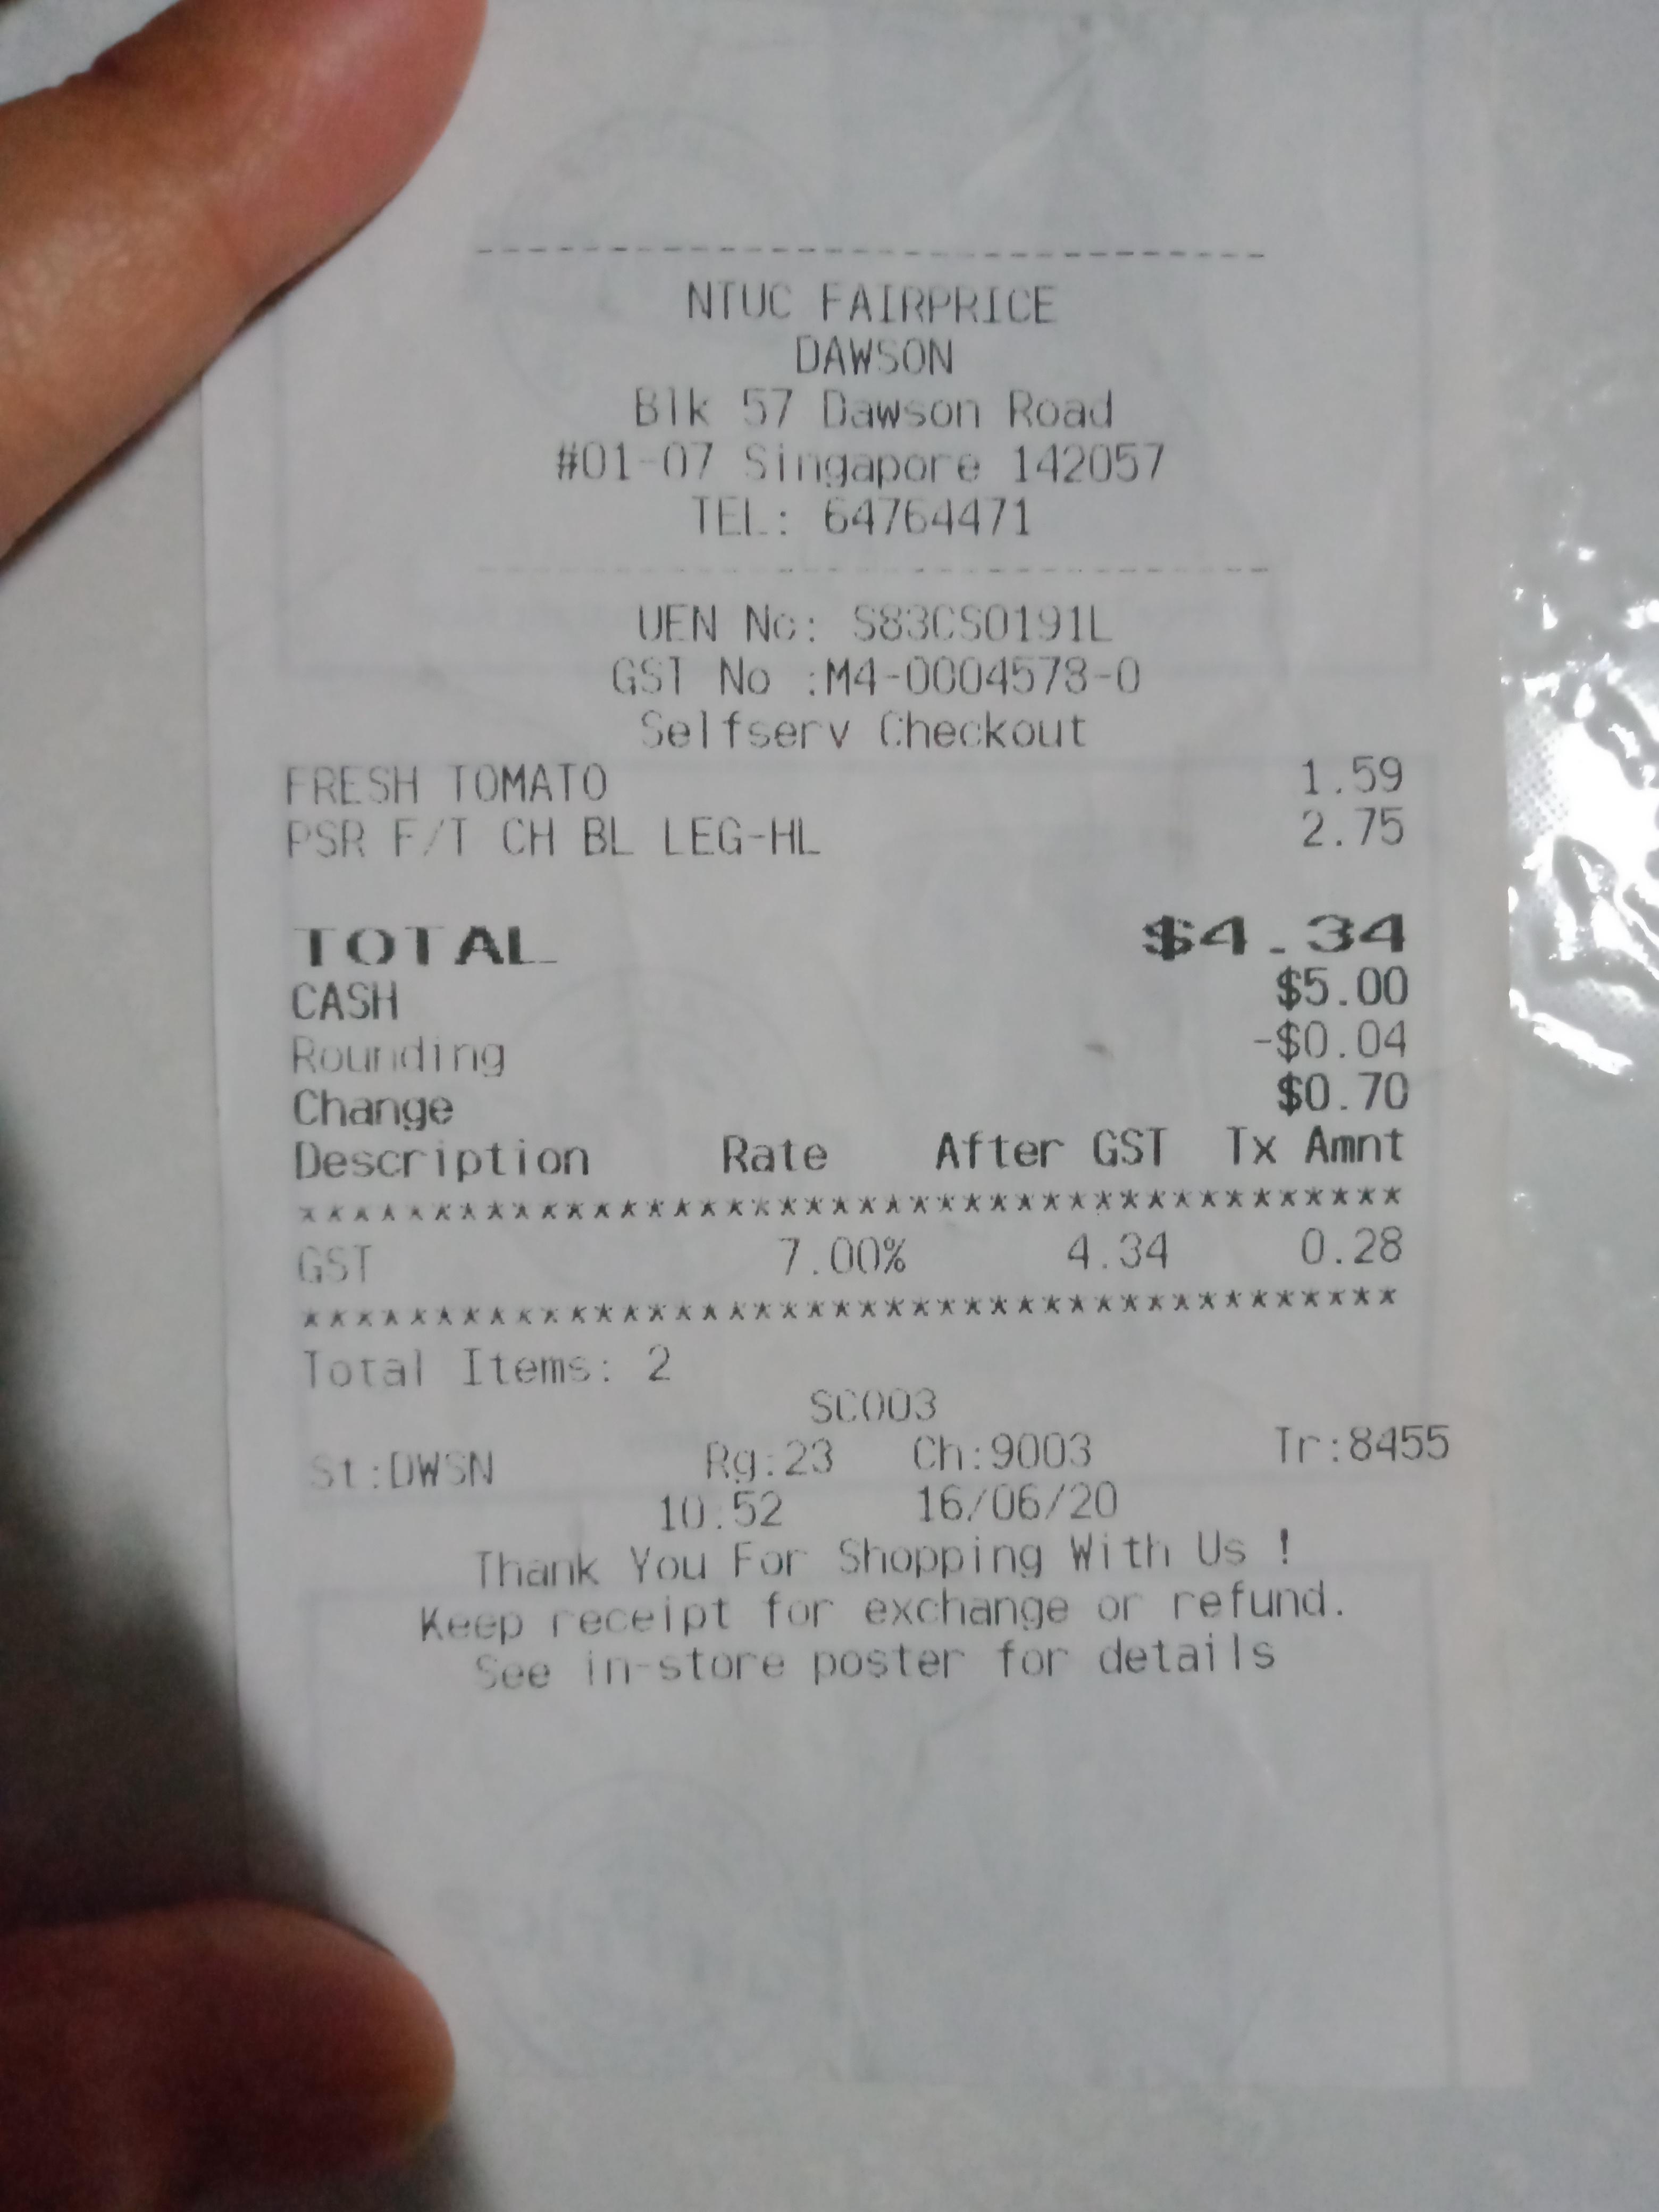 --------------------------------
NTUC FAIRPRICE
DAWSON
Blk 57 Dawson Road
#01-07 Singapore 142057
TEL: 64764471
--------------------------------
UEN No: S83CS0191L
GST No :M4-0004578-0
Selfserv Checkout
FRESH TOMATO 1.59
PSR F/T CH BL LEG-HL 2.75
TOTAL $4.34
CASH $5.00
Rounding -$0.04
Change $0.70
Description Rate After GST Tx Amnt
******************************************
GST 7.00% 4.34 0.28
******************************************
Total Items: 2
SC003
St:DWSN Rg:23 Ch:9003 Tr:8455
10:52 16/06/20
Thank You For Shopping With Us !
Keep receipt for exchange or refund.
See in-store poster for details